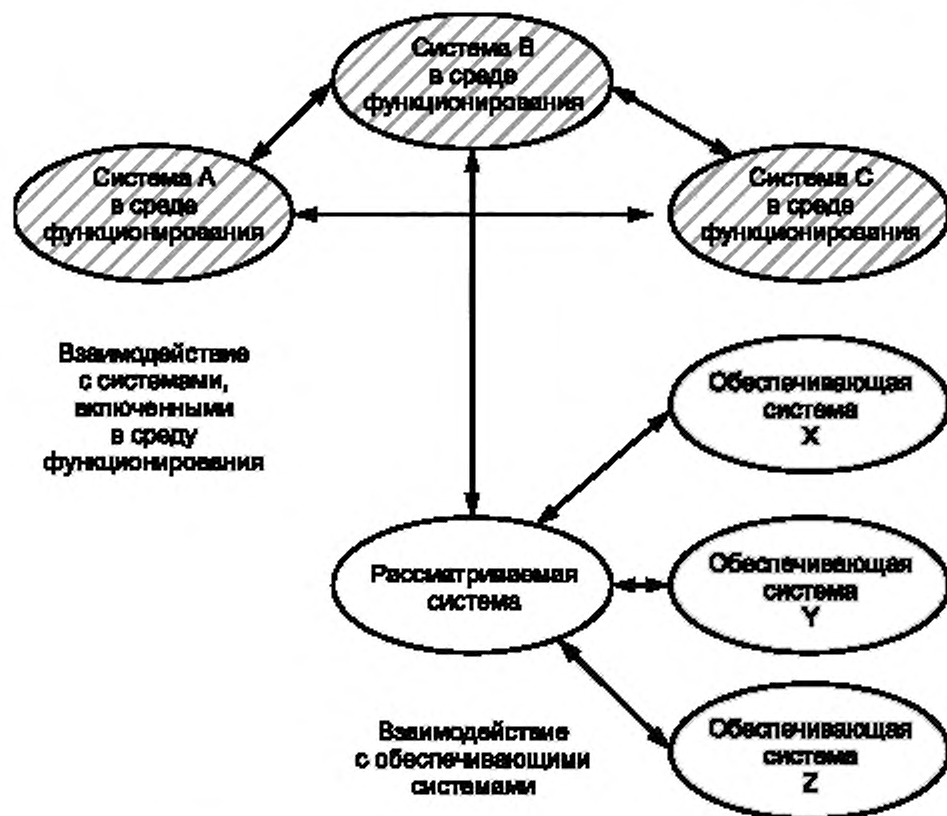 Система B
в среде
функционирования
Система A
в среде
функционирования
Система C
в среде
функционирования
Взаимодействие
с системами,
включенными
в среду
функционирования
Обеспечивающая
система
X
Рассматриваемая
система
Обеспечивающая
система
Y
Взаимодействие
с обеспечивающими
системами
Обеспечивающая
система
Z